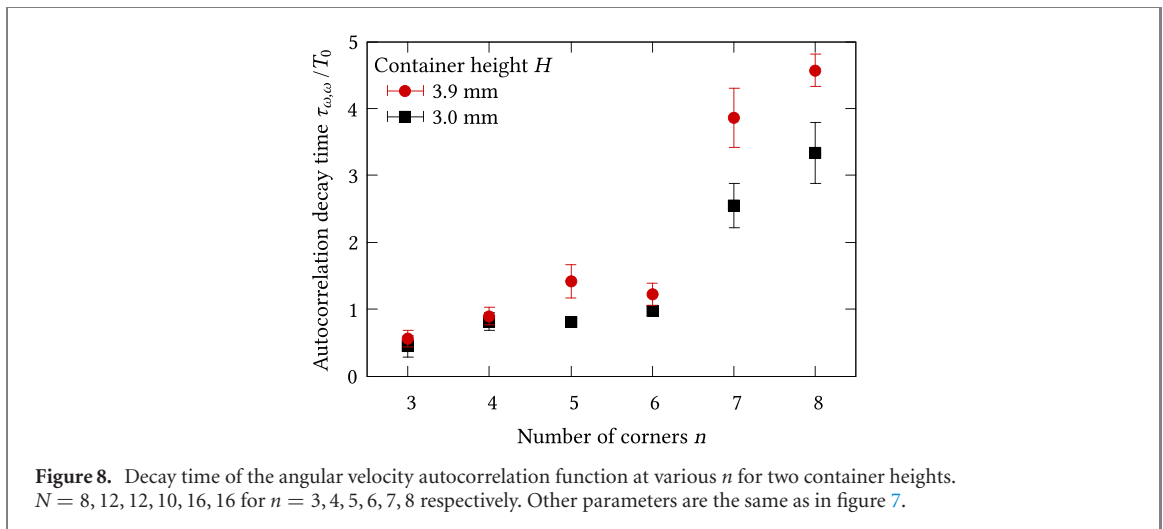 5
4
3
2
1
0
Autocorrelation decay time τω,ω/T0
Container height H
3.9 mm
3.0 mm
3 4 5 6 7 8
Number of corners n
Figure 8. Decay time of the angular velocity autocorrelation function at various n for two container heights.
N = 8, 12, 12, 10, 16, 16 for n = 3, 4, 5, 6, 7, 8 respectively. Other parameters are the same as in figure 7.